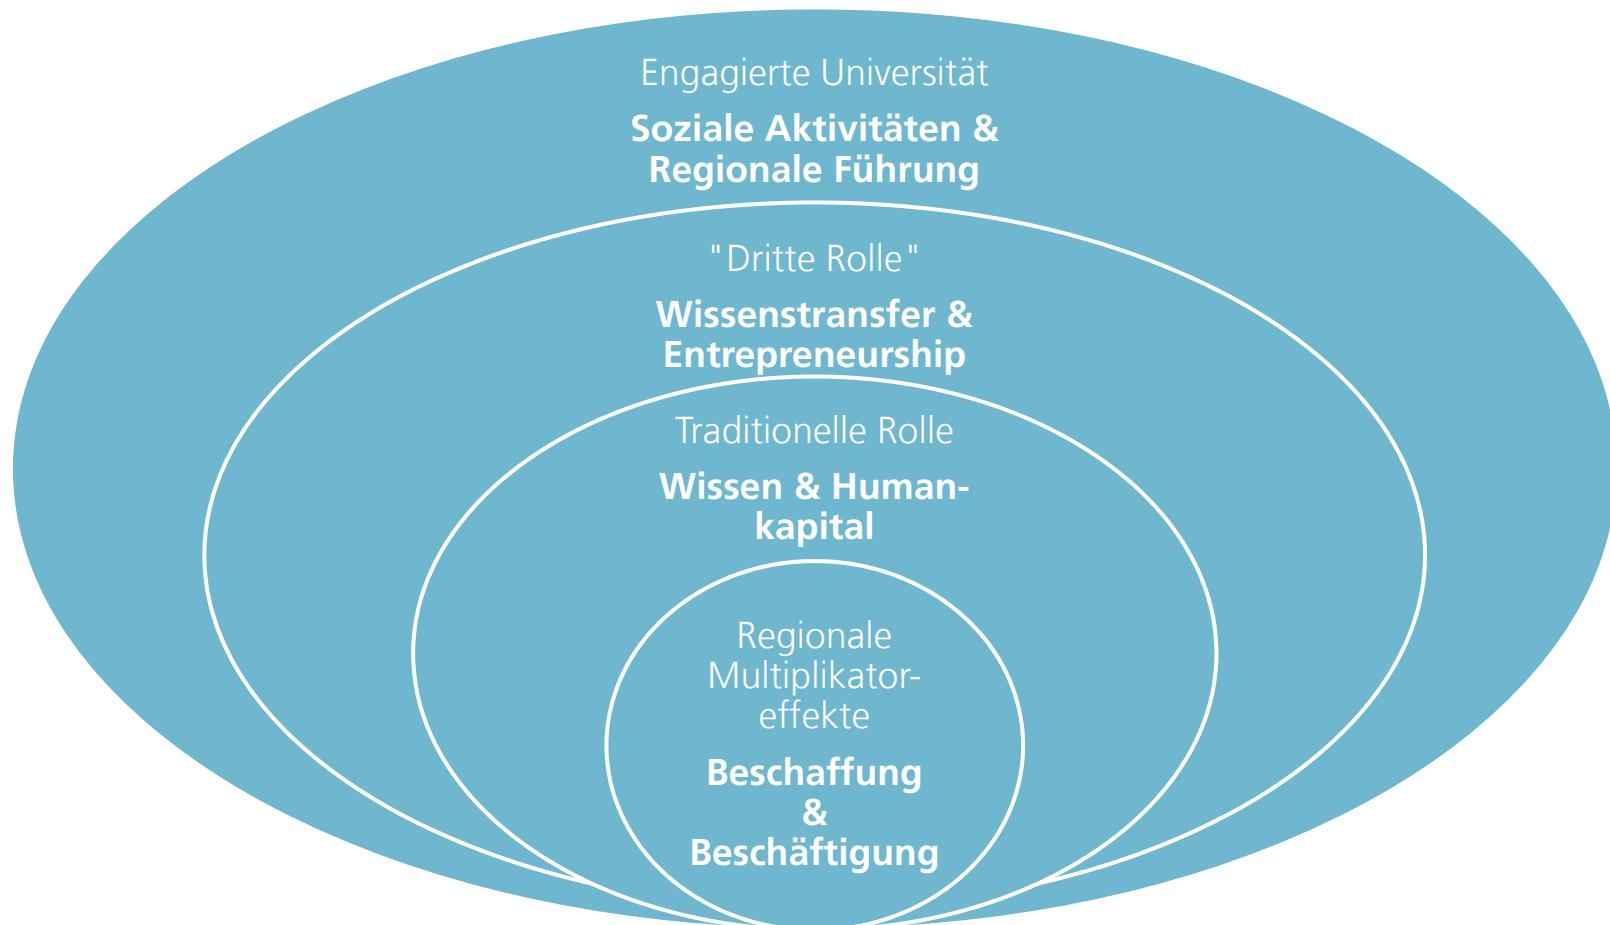 Engagierte Universität
Soziale Aktivitäten &
Regionale Führung
"Dritte Rolle"
Wissenstransfer &
Entrepreneurship
Traditionelle Rolle
Wissen & Human-
kapital
Regionale
Multiplikator-
effekte
Beschaffung
&
Beschäftigung